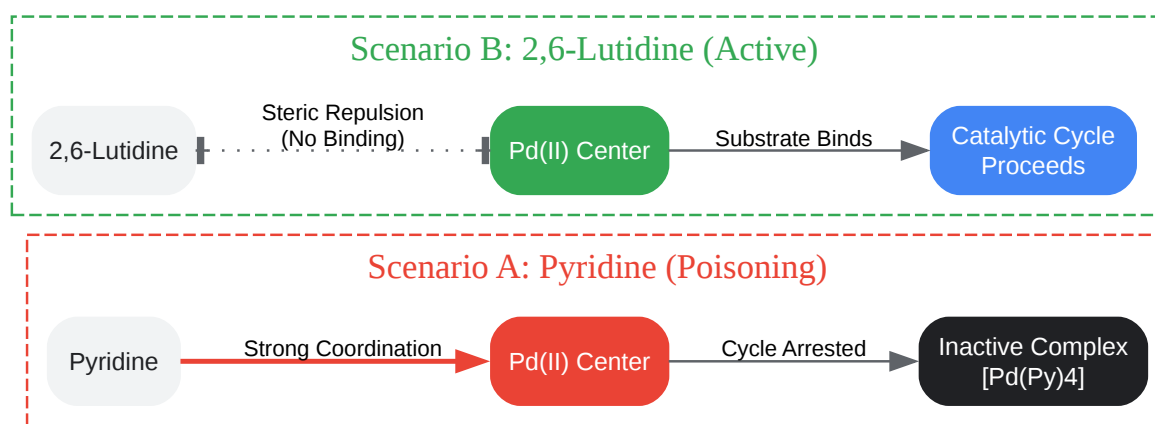 Scenario B: 2,6-Lutidine (Active)
2,6-Lutidine
Steric Repulsion
(No Binding)
Pd(II) Center
Substrate Binds
Catalytic Cycle
Proceeds
Scenario A: Pyridine (Poisoning)
Pyridine
Strong Coordination
Pd(II) Center
Cycle Arrested
Inactive Complex
[Pd(Py)4]